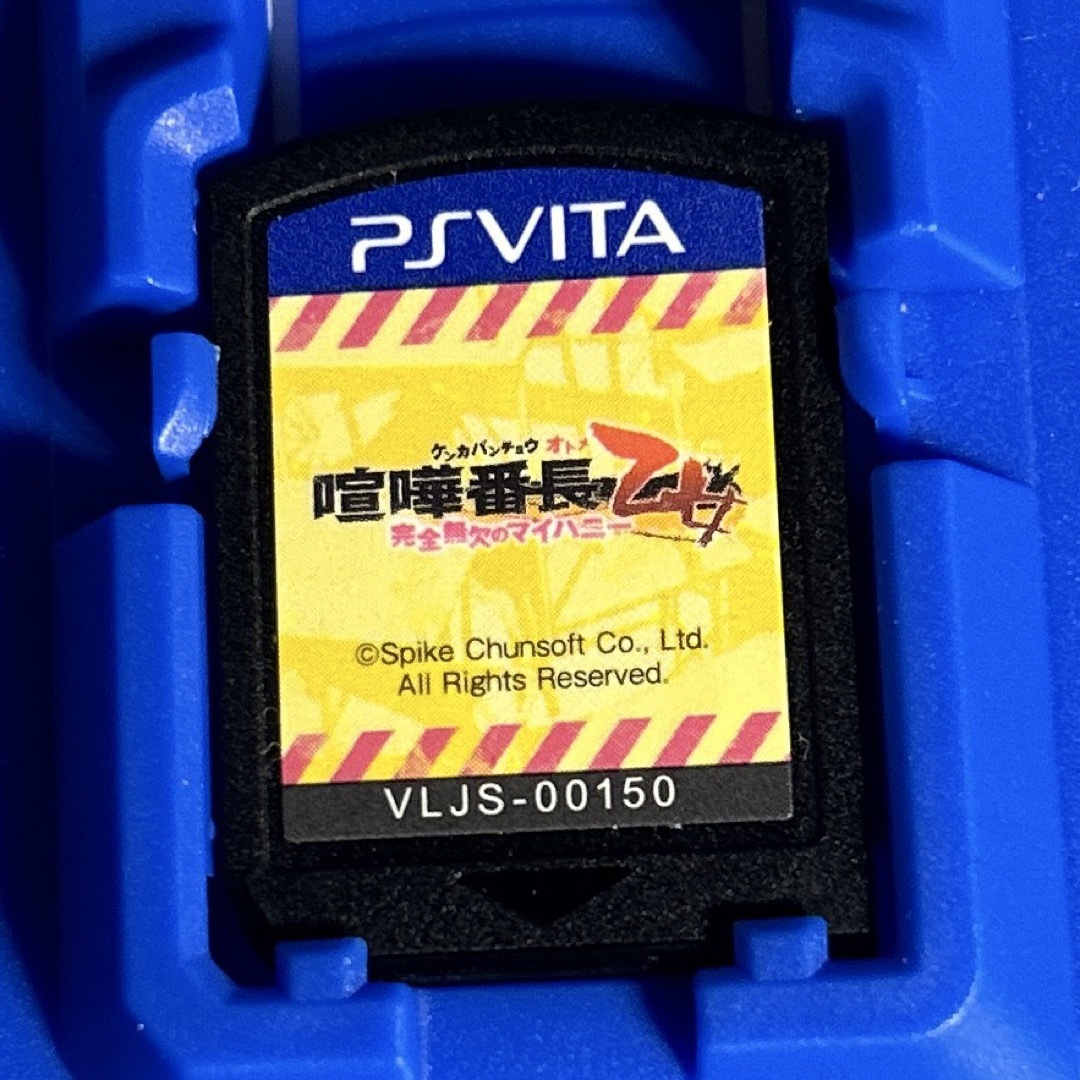 PSVITA
ケンカバンチョウ オトメ
喧嘩番長 乙女
完全無欠のマイハニー
©Spike Chunsoft Co., Ltd.
All Rights Reserved.
VLJS-00150